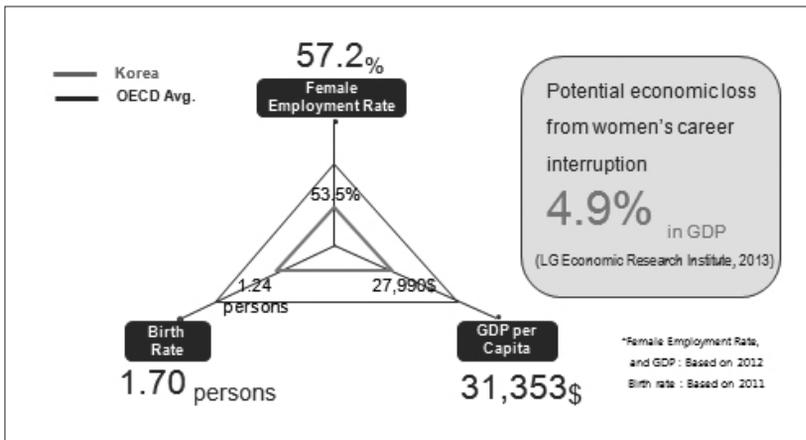 57.2%
Korea
OECD Avg.
Female
Employment Rate
Potential economic loss
from women's career
interruption
4.9% in GDP
(LG Economic Research Institute, 2013)
53.5%
1.24
persons
27,990$
Birth
Rate
1.70 persons
GDP per
Capita
31,353$
*Female Employment Rate,
and GDP : Based on 2012
Birth rate : Based on 2011